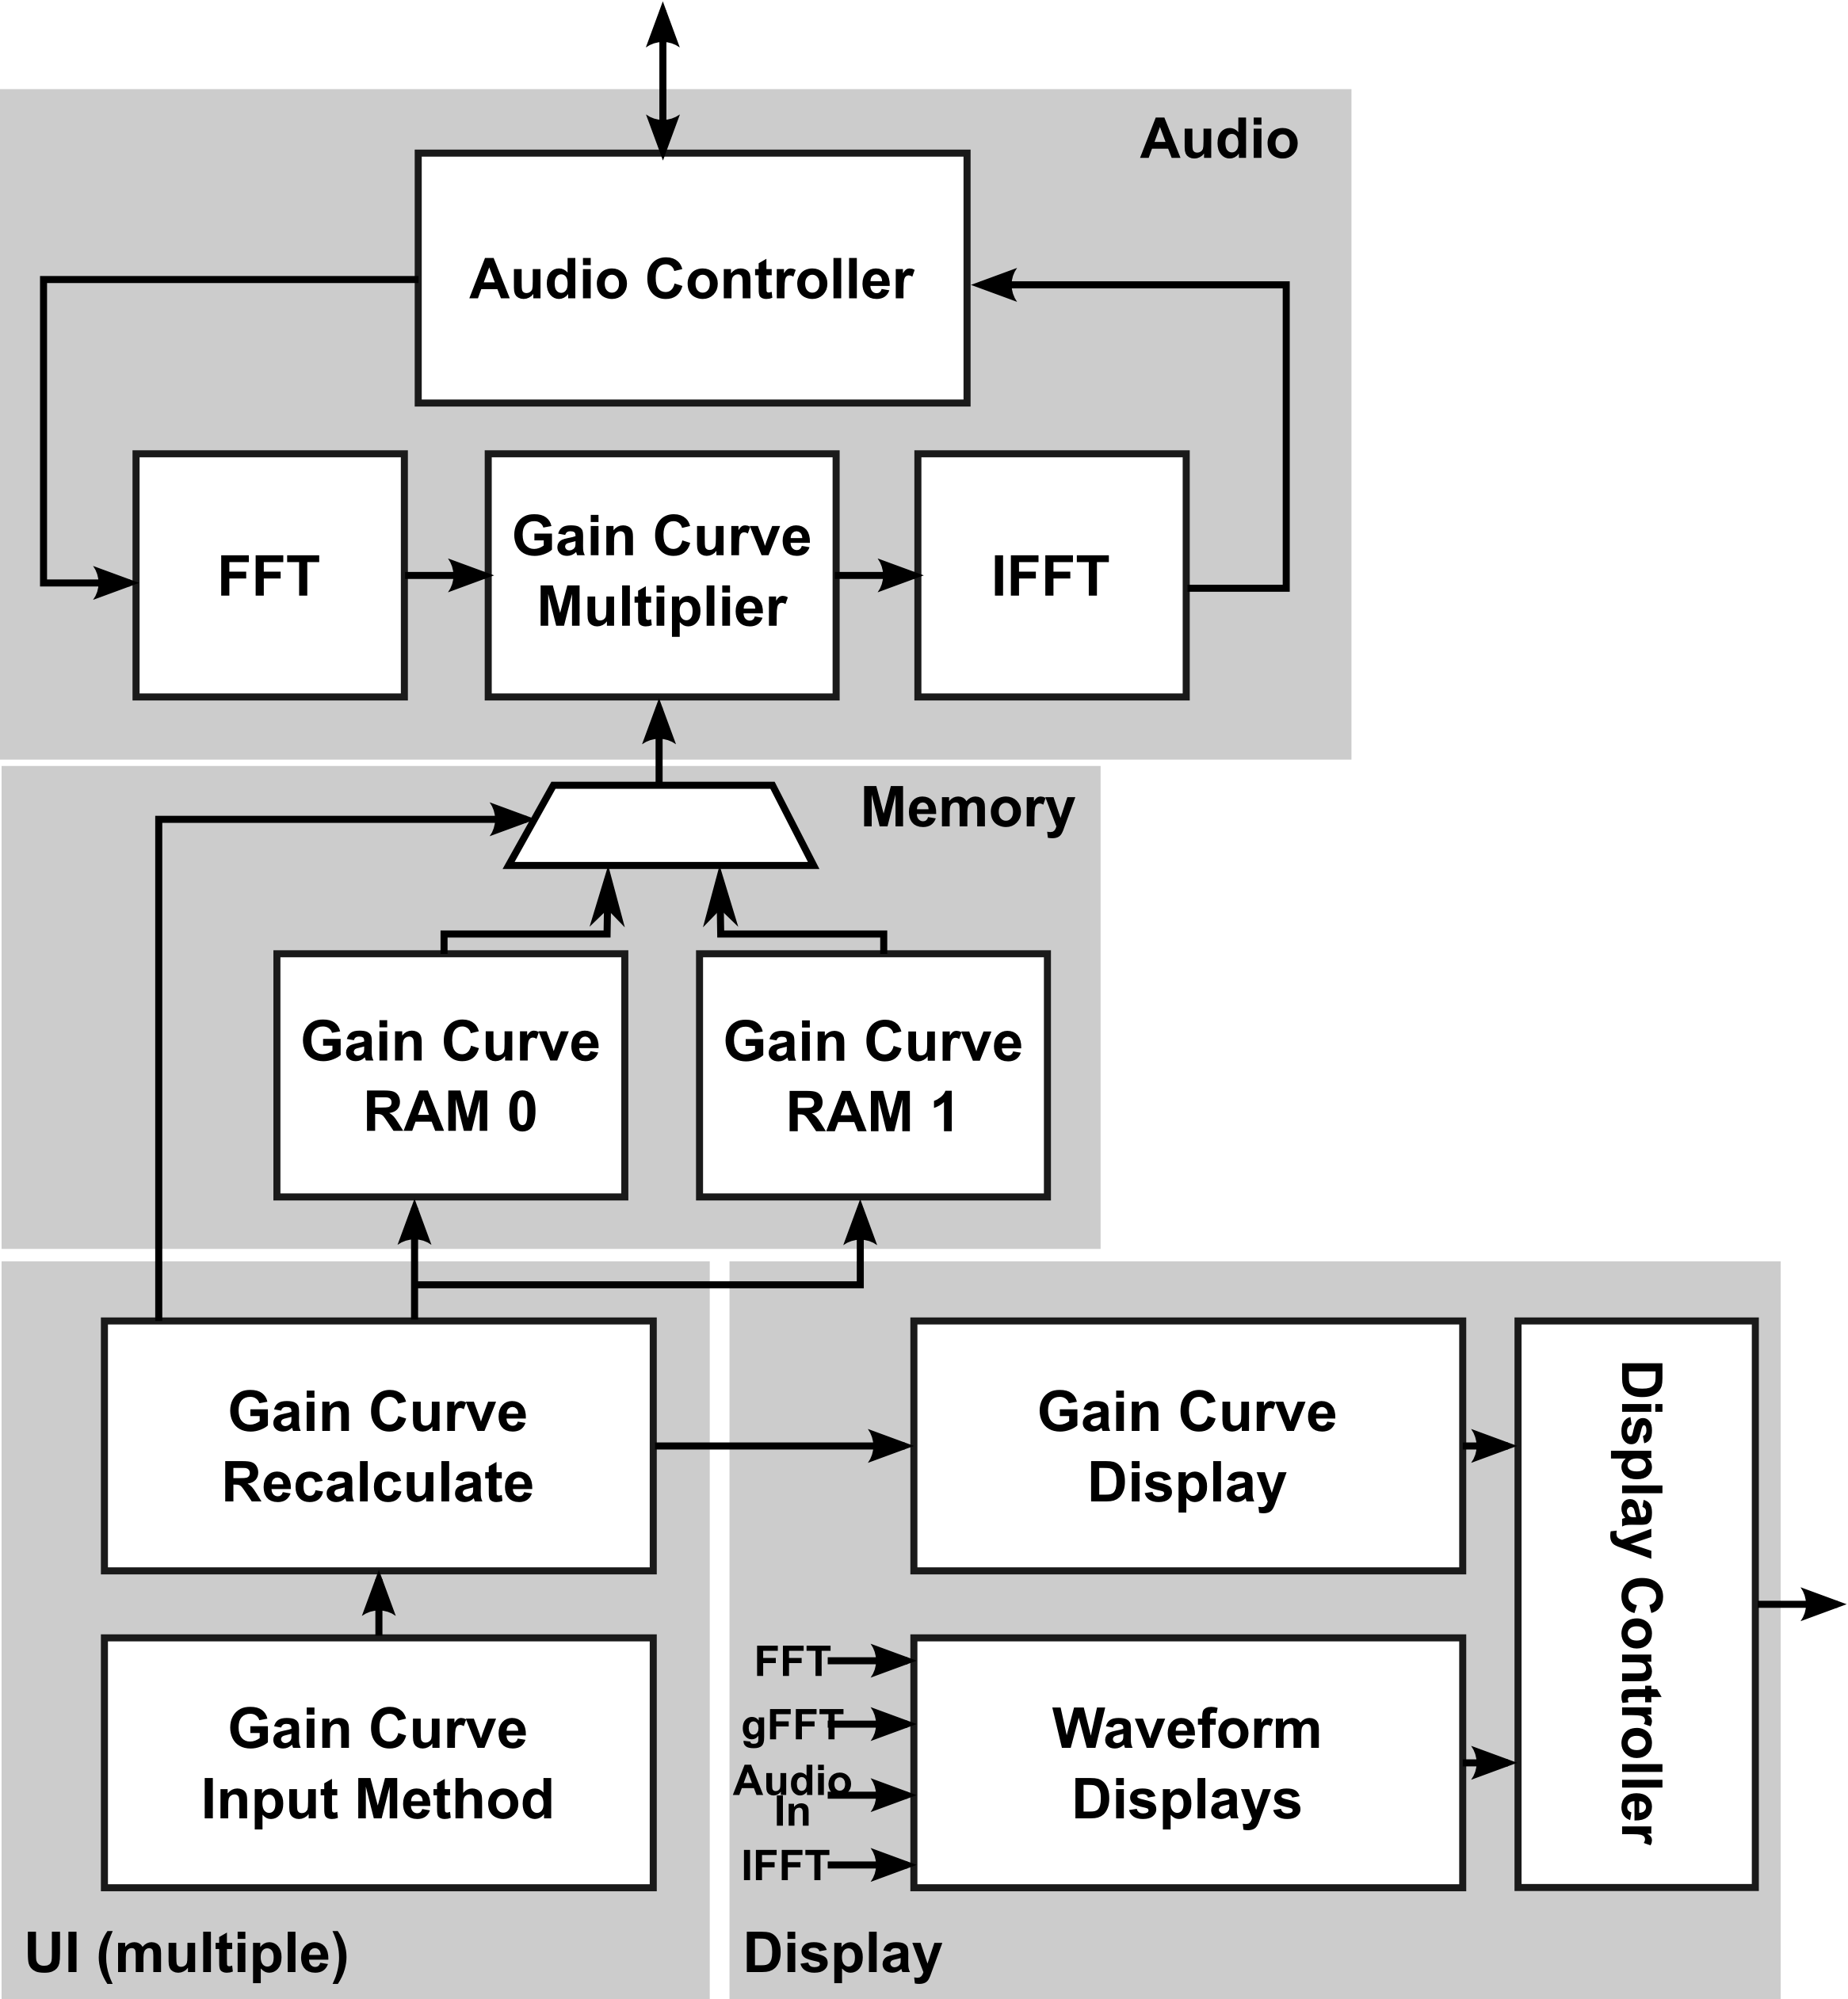 Audio
Audio Controller
FFT
Gain Curve
Multiplier
IFFT
Memory
Gain Curve
RAM 0
Gain Curve
RAM 1
Gain Curve
Recalculate
Gain Curve
Display
Display Controller
Gain Curve
Input Method
FFT
gFFT
Audio
In
IFFT
Waveform
Displays
UI (multiple)
Display